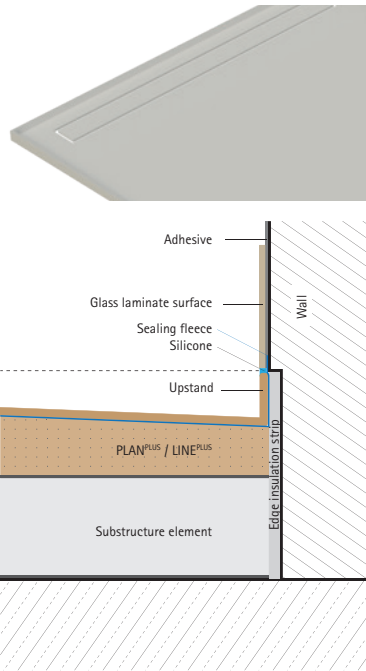 Adhesive
Glass laminate surface
Wall
Sealing fleece
Silicone
Upstand
PLANPLUS / LINEPLUS
Edge insulation strip
Substructure element